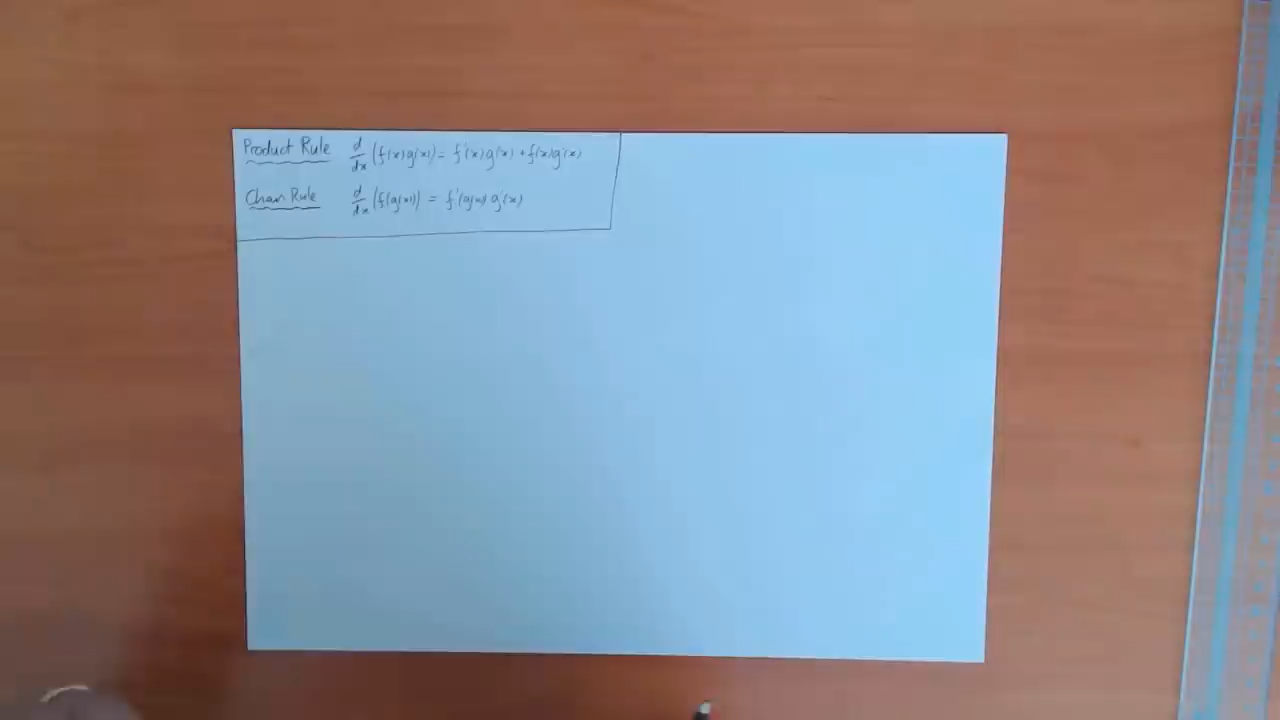 Product Rule d/dx (f(x)g(x)) = f'(x)g(x) + f(x)g'(x)
Chain Rule d/dx (f(g(x))) = f'(g(x)) g'(x)